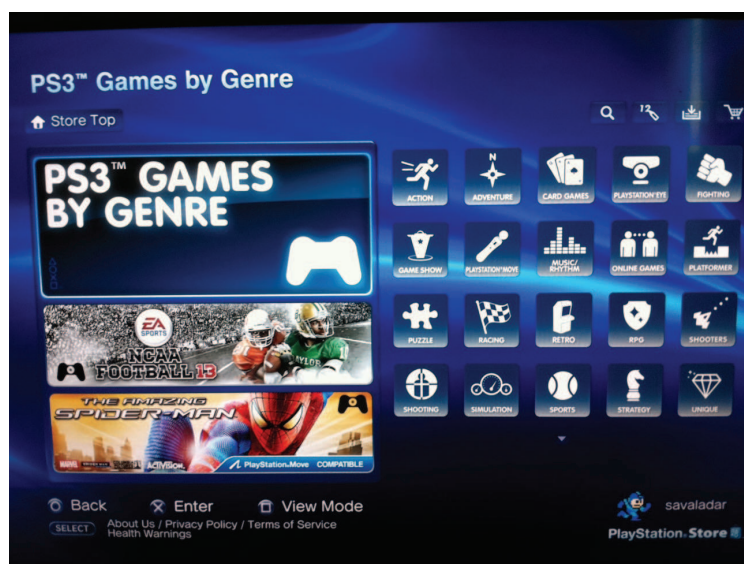 PS3™ Games by Genre
Store Top
12
PS3™ GAMES
BY GENRE
ACTION
ADVENTURE
CARD GAMES
PLAYSTATION®EYE
FIGHTING
GAME SHOW
PLAYSTATION®MOVE
MUSIC/
RHYTHM
ONLINE GAMES
PLATFORMER
EA
SPORTS
NCAA
FOOTBALL 13
PUZZLE
RACING
RETRO
RPG
SHOOTERS
THE AMAZING
SPIDER-MAN
MARVEL
ACTIVISION
PlayStation®Move COMPATIBLE
SHOOTING
SIMULATION
SPORTS
STRATEGY
UNIQUE
Back
Enter
View Mode
SELECT
About Us / Privacy Policy / Terms of Service
Health Warnings
savaladar
PlayStation®Store